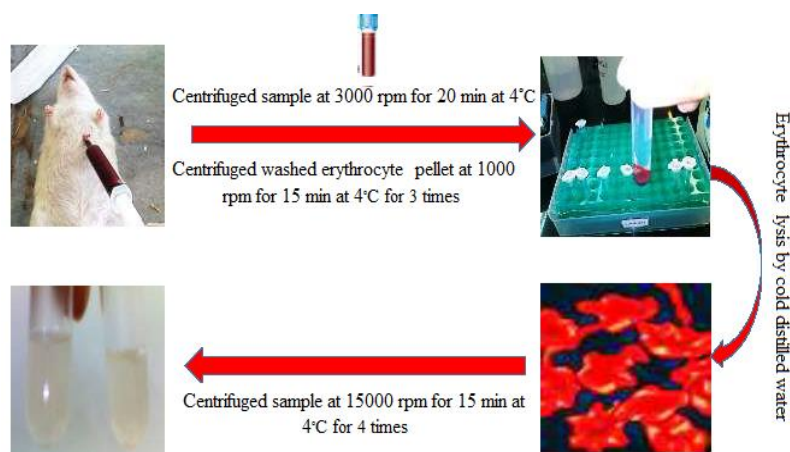 Centrifuged sample at 3000 rpm for 20 min at 4°C
Centrifuged washed erythrocyte pellet at 1000
rpm for 15 min at 4°C for 3 times
Erythrocyte lysis by cold distilled water
Centrifuged sample at 15000 rpm for 15 min at
4°C for 4 times